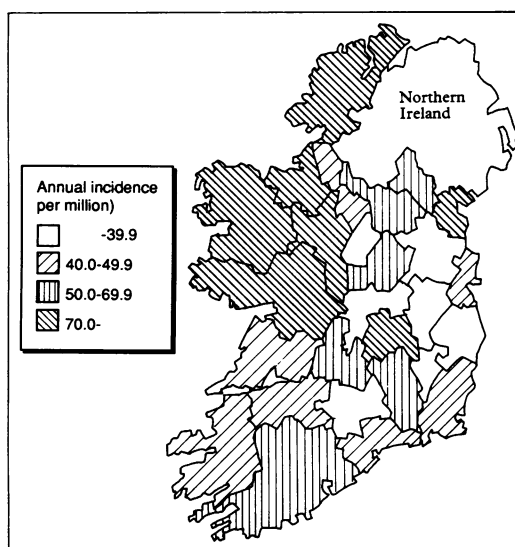 Northern
Ireland
Annual incidence
per million)
-39.9
40.0-49.9
50.0-69.9
70.0-